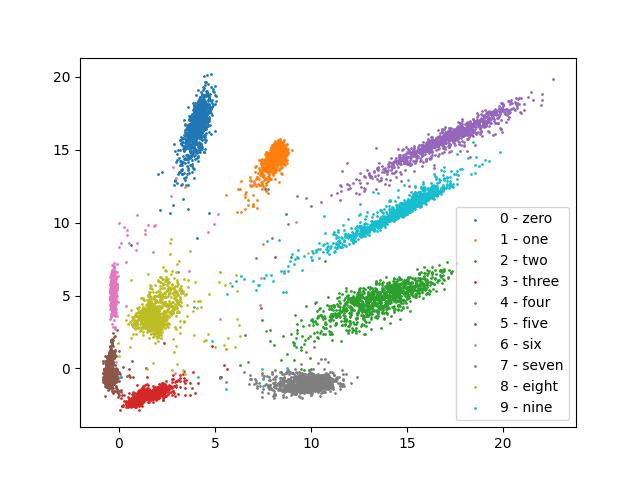 20
15
10
5
0
0 - zero
1 - one
2 - two
3 - three
4 - four
5 - five
6 - six
7 - seven
8 - eight
9 - nine
0 5 10 15 20